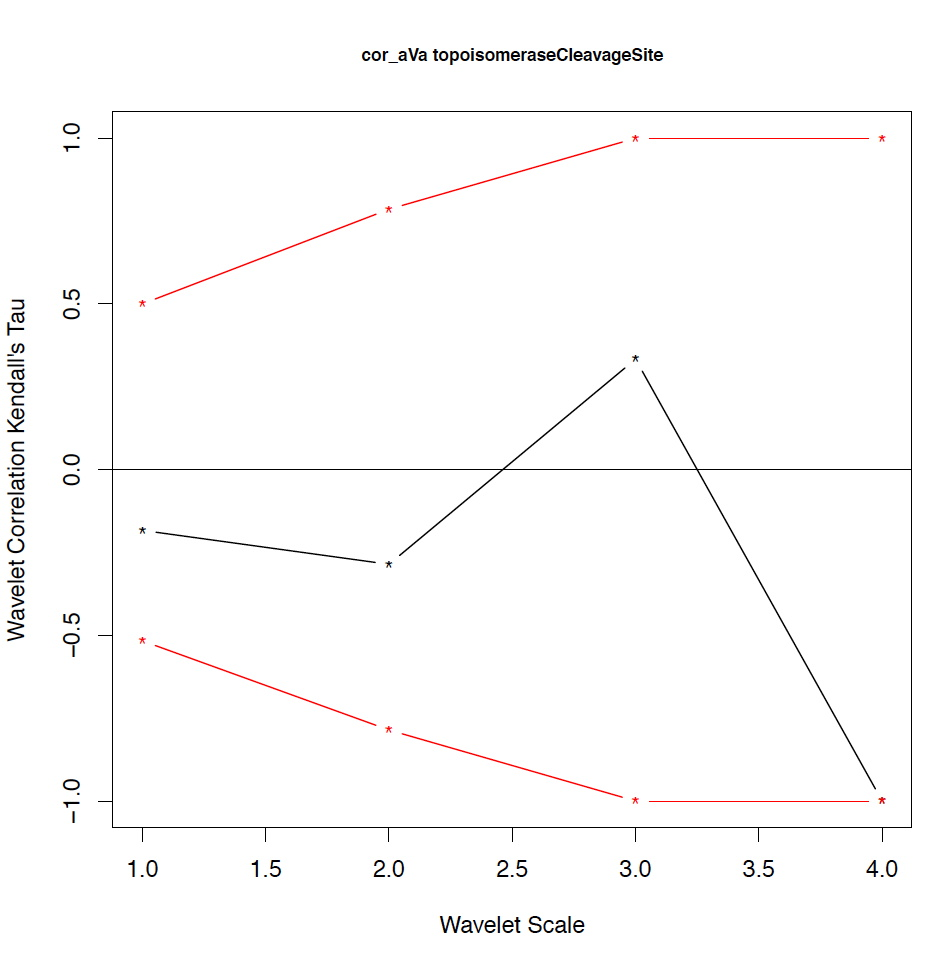 cor_aVa topoisomeraseCleavageSite
Wavelet Correlation Kendall's Tau
1.0
0.5
0.0
−0.5
−1.0
1.0 1.5 2.0 2.5 3.0 3.5 4.0
Wavelet Scale